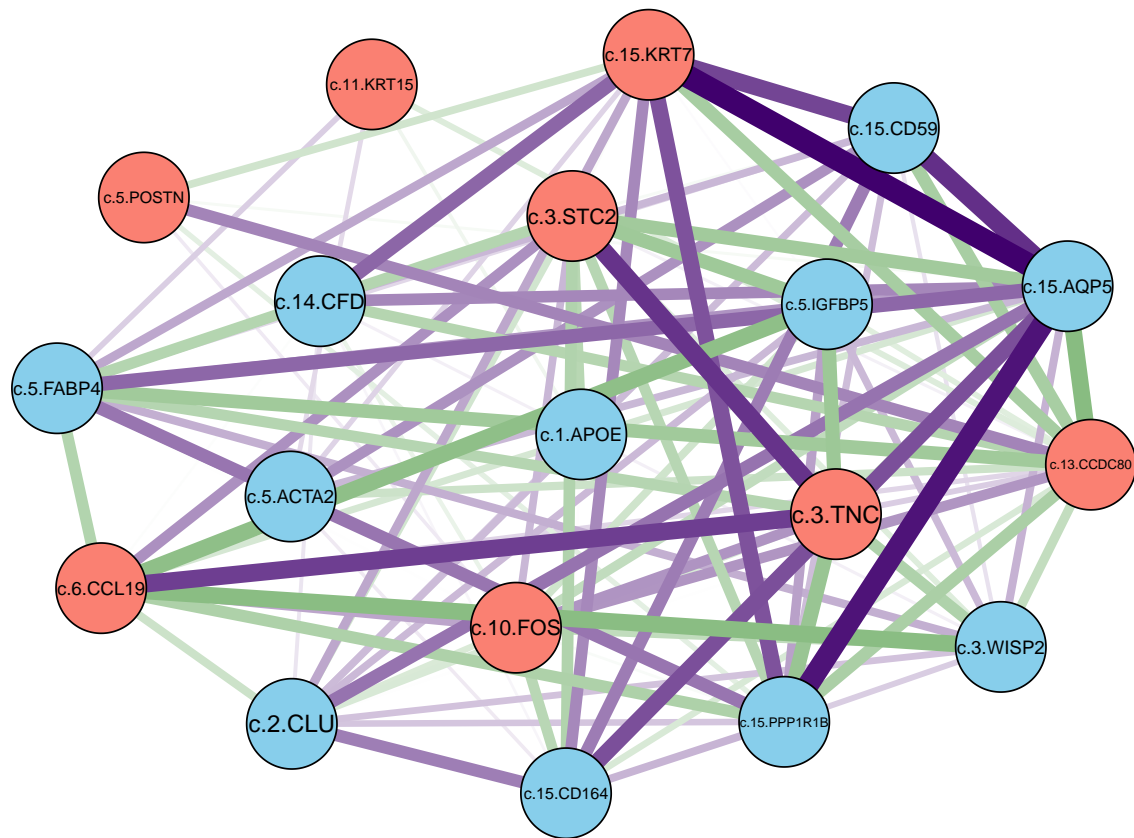 c.15.KRT7
c.11.KRT15
c.15.CD59
c.5.POSTN
c.3.STC2
c.14.CFD
c.5.IGFBP5
c.15.AQP5
c.5.FABP4
c.1.APOE
c.13.CCDC80
c.5.ACTA2
c.3.TNC
c.6.CCL19
c.10.FOS
c.3.WISP2
c.2.CLU
c.15.PPP1R1B
c.15.CD164